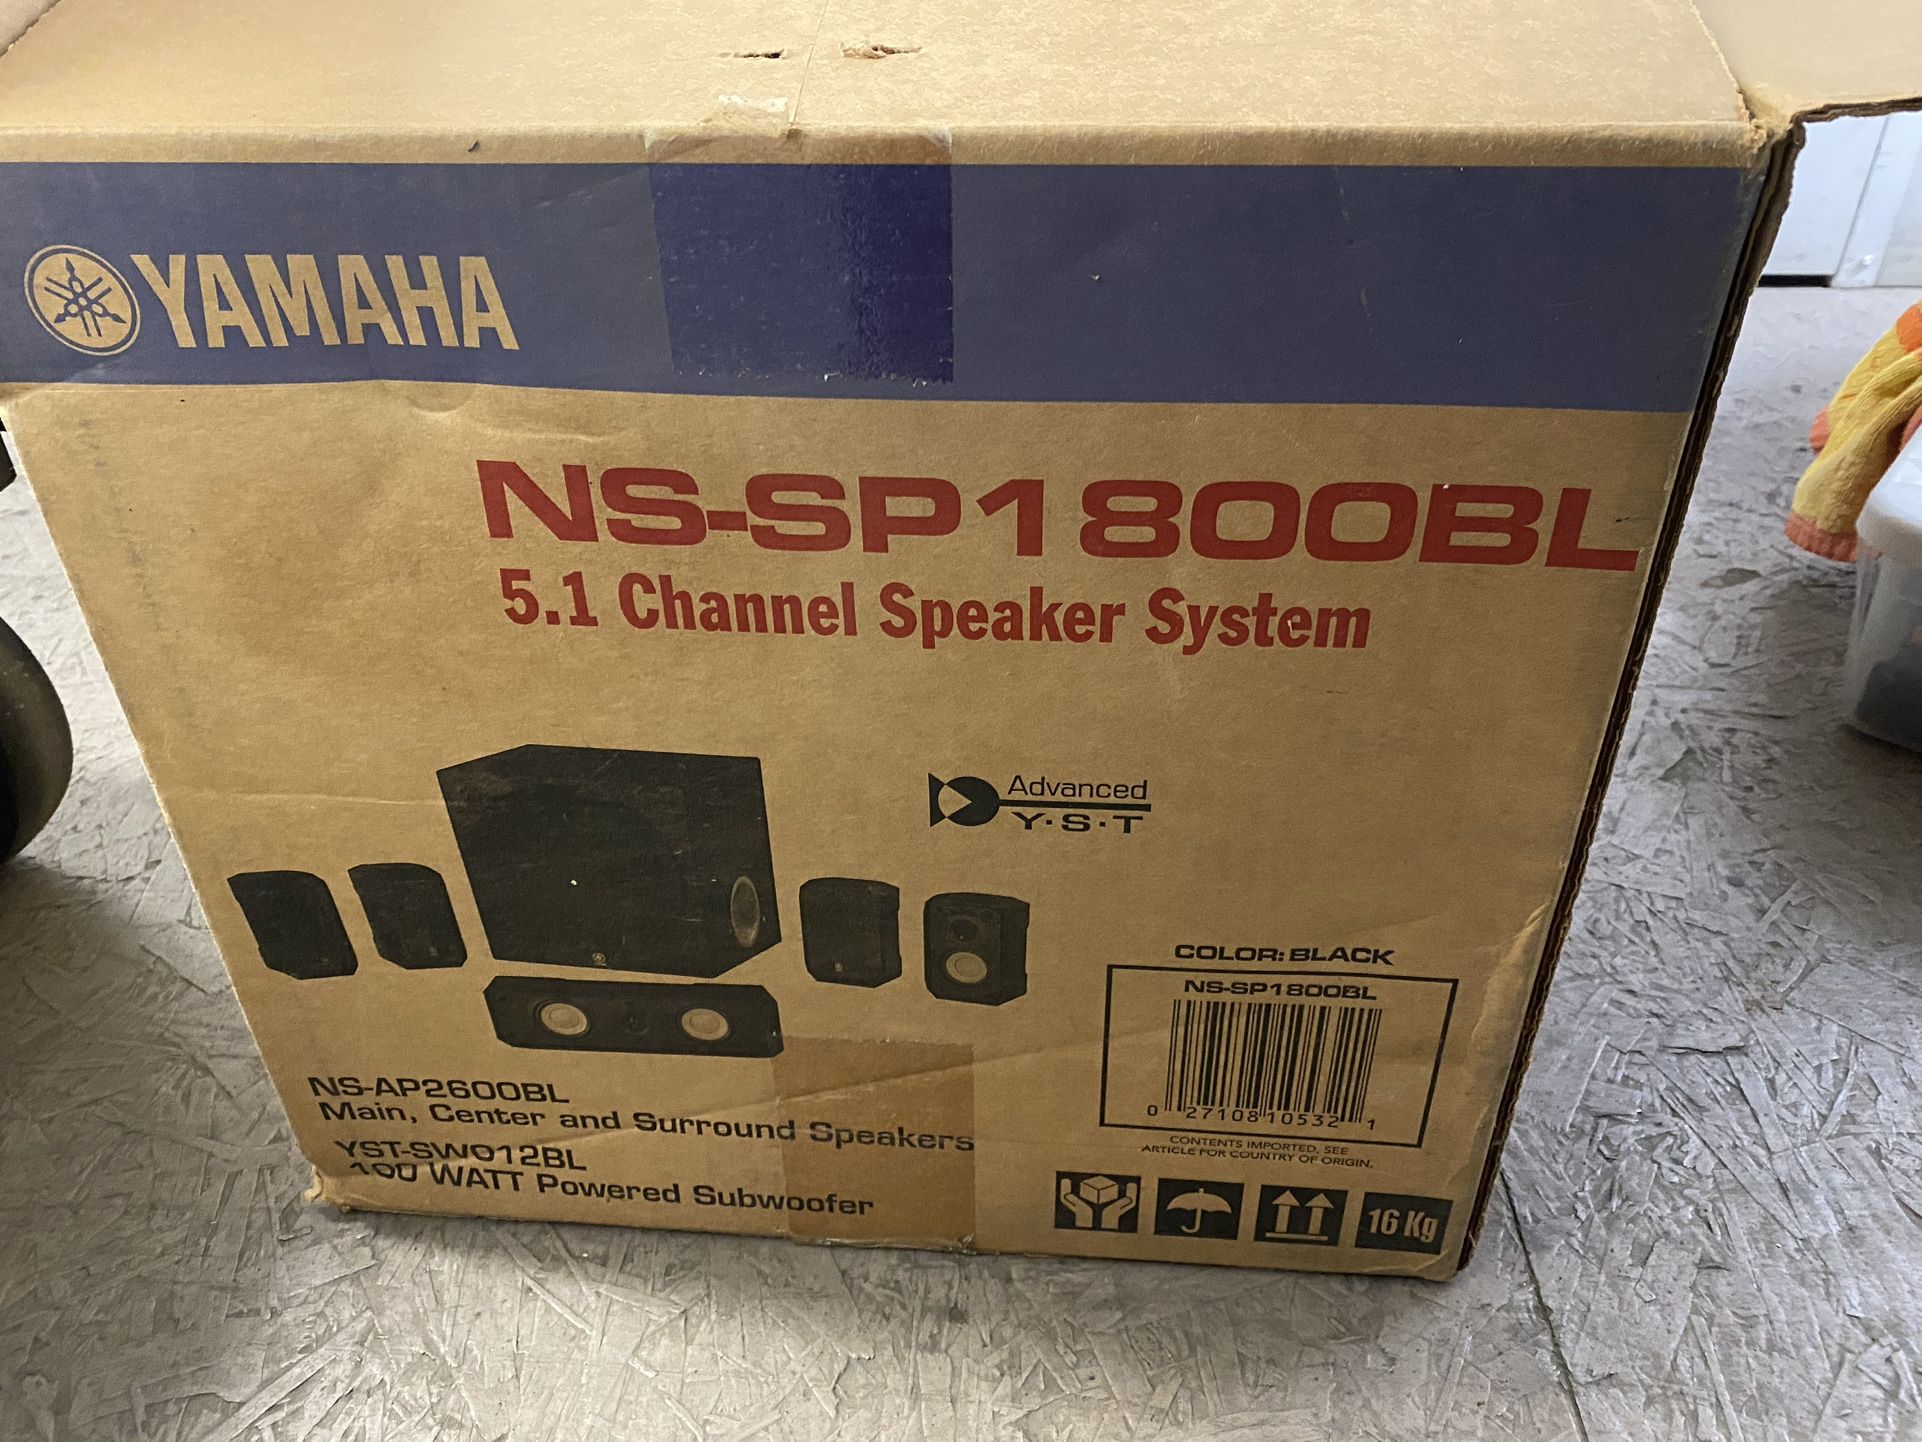 YAMAHA
NS-SP1800BL
5.1 Channel Speaker System
Advanced
Y·S·T
COLOR: BLACK
NS-SP1800BL
0 27108 10532 1
CONTENTS IMPORTED. SEE
ARTICLE FOR COUNTRY OF ORIGIN.
NS-AP2600BL
Main, Center and Surround Speakers
YST-SW012BL
100 WATT Powered Subwoofer
16 Kg